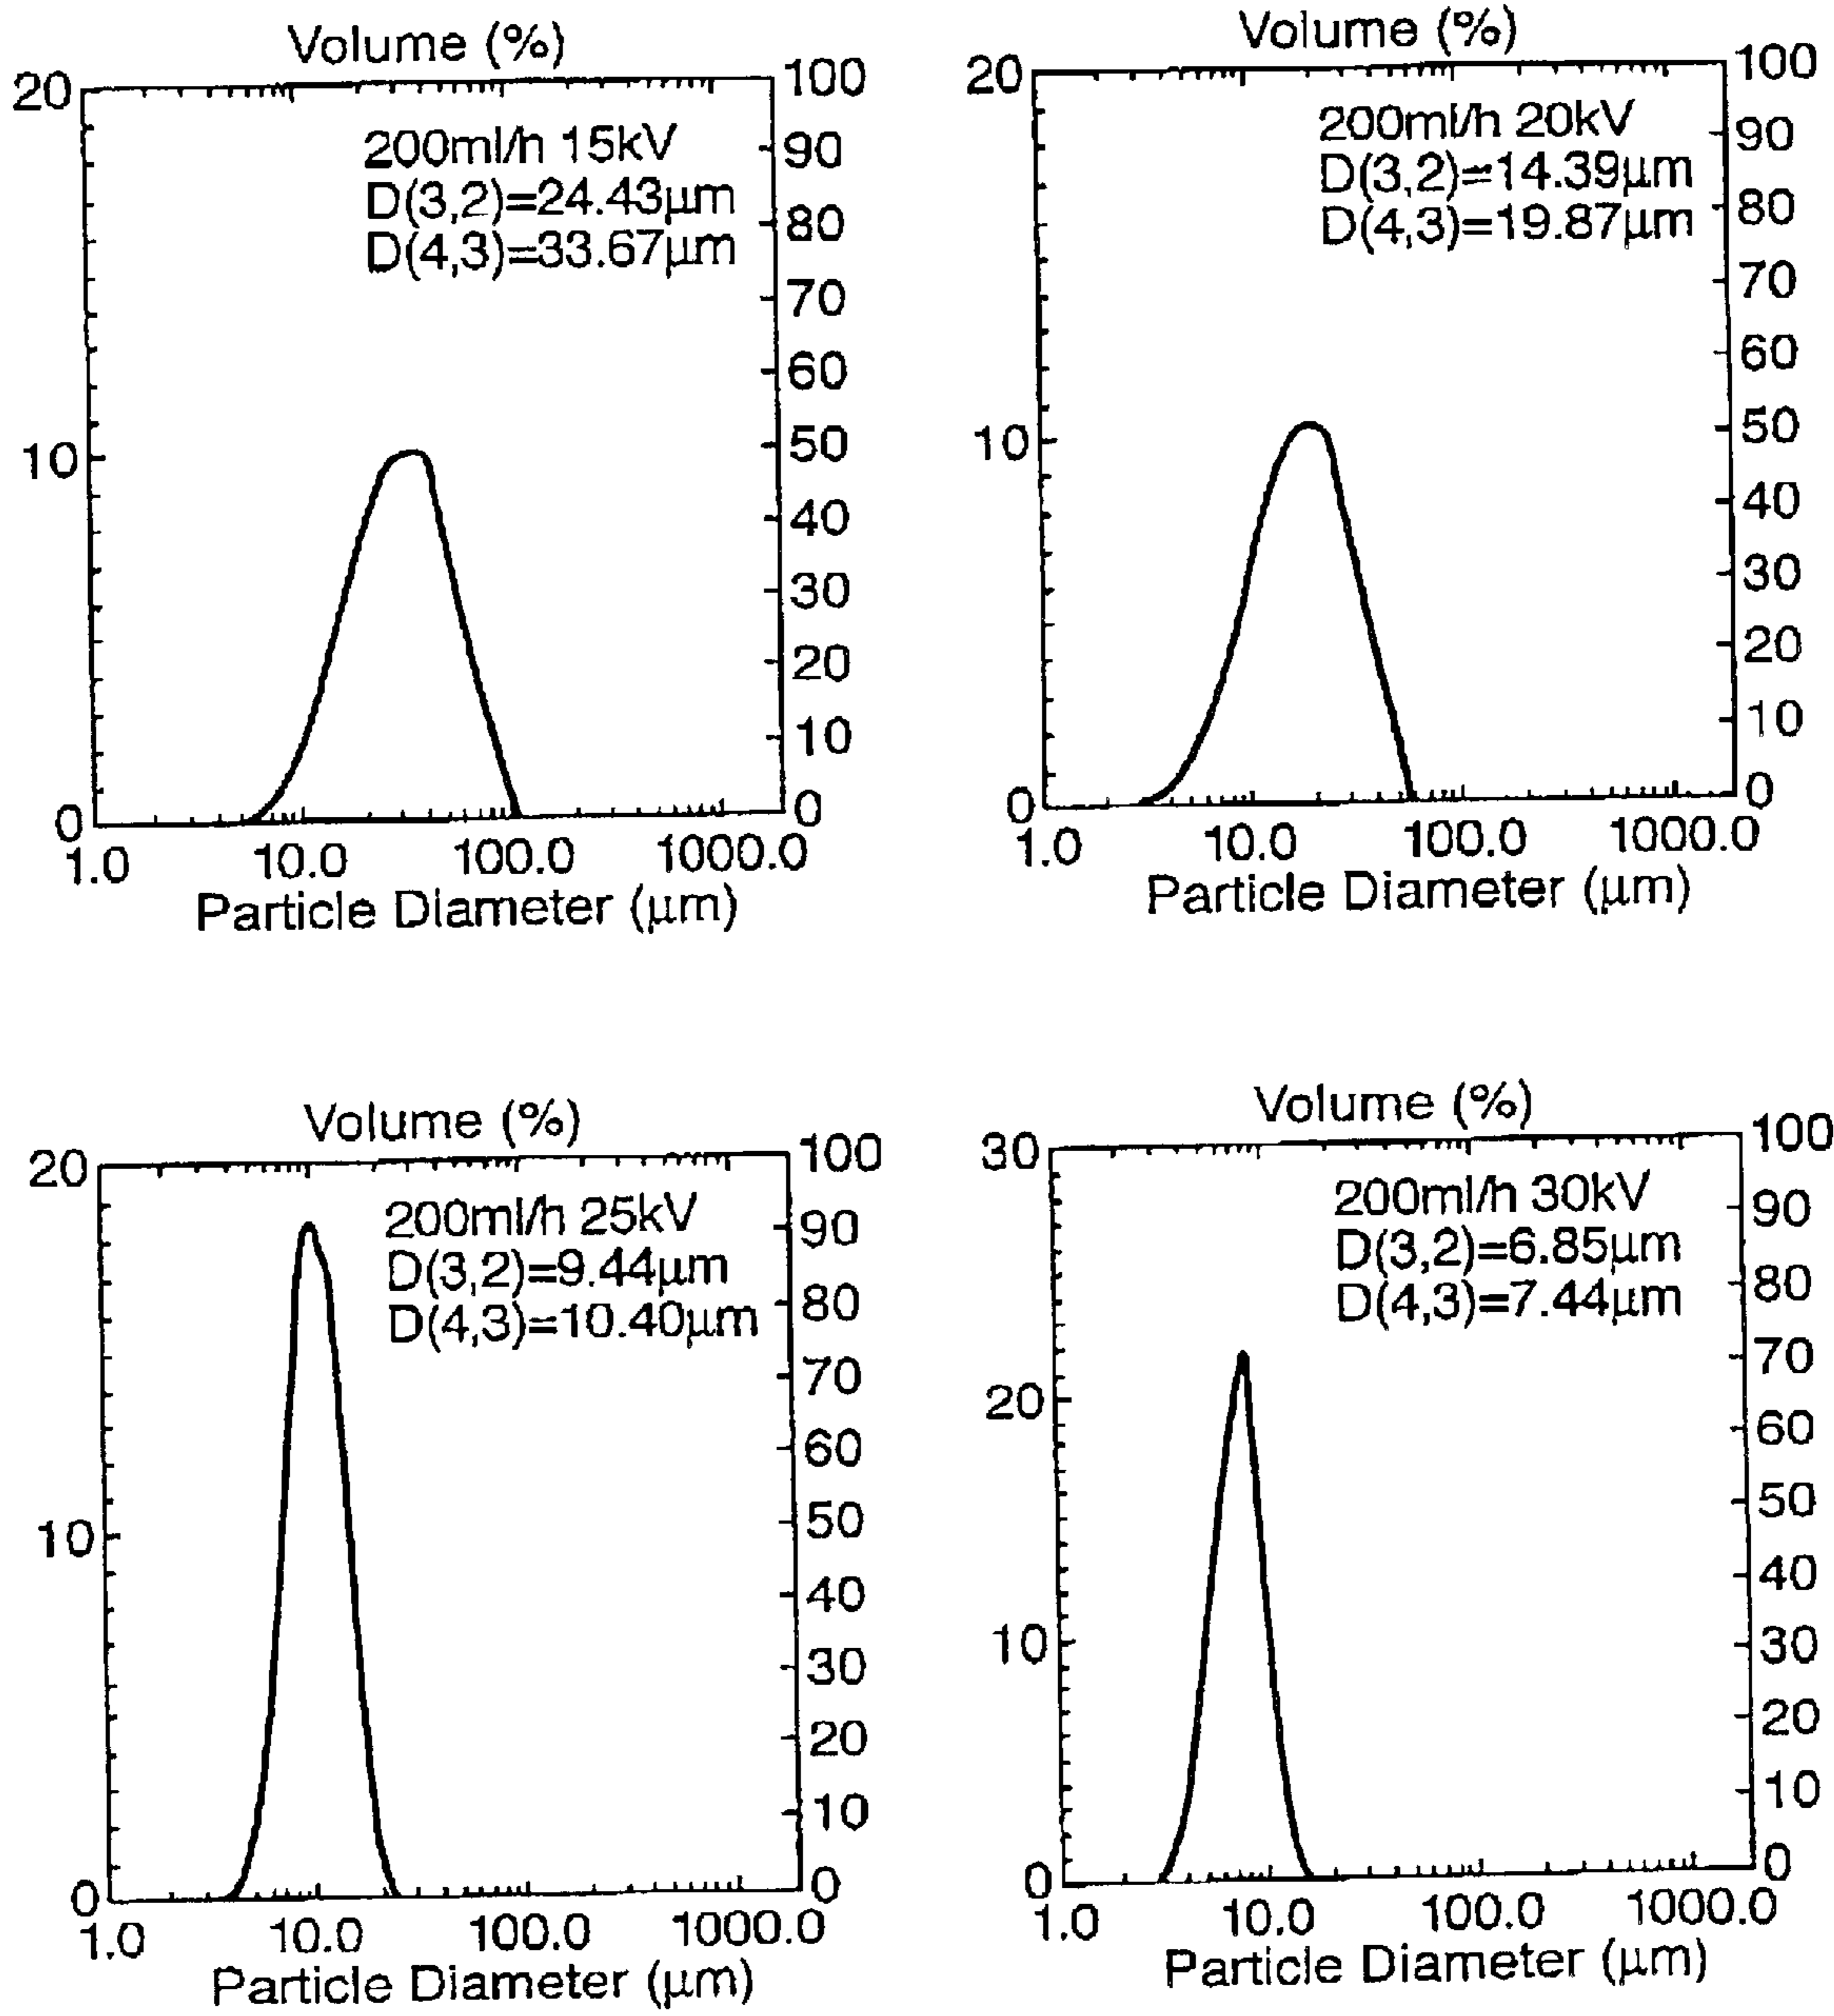 Volume (%)
20
10
0
100
90
80
70
60
50
40
30
20
10
0
200ml/h 15kV
D(3,2)=24.43μm
D(4,3)=33.67μm
1.0 10.0 100.0 1000.0
Particle Diameter (μm)
Volume (%)
20
10
0
100
90
80
70
60
50
40
30
20
10
0
200ml/h 20kV
D(3,2)=14.39μm
D(4,3)=19.87μm
1.0 10.0 100.0 1000.0
Particle Diameter (μm)
Volume (%)
20
10
0
100
90
80
70
60
50
40
30
20
10
0
200ml/h 25kV
D(3,2)=9.44μm
D(4,3)=10.40μm
1.0 10.0 100.0 1000.0
Particle Diameter (μm)
Volume (%)
30
20
10
0
100
90
80
70
60
50
40
30
20
10
0
200ml/h 30kV
D(3,2)=6.85μm
D(4,3)=7.44μm
1.0 10.0 100.0 1000.0
Particle Diameter (μm)